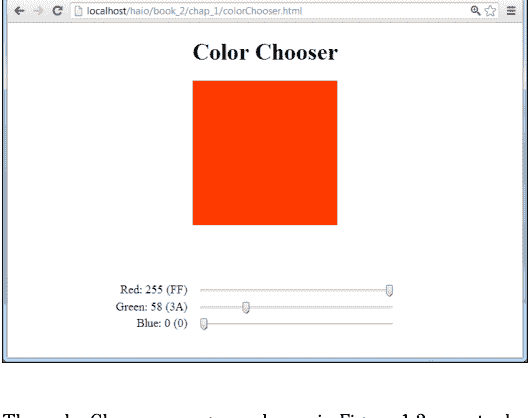 localhost/haio/book_2/chap_1/colorChooser.html
Color Chooser
Red: 255 (FF)
Green: 58 (3A)
Blue: 0 (0)